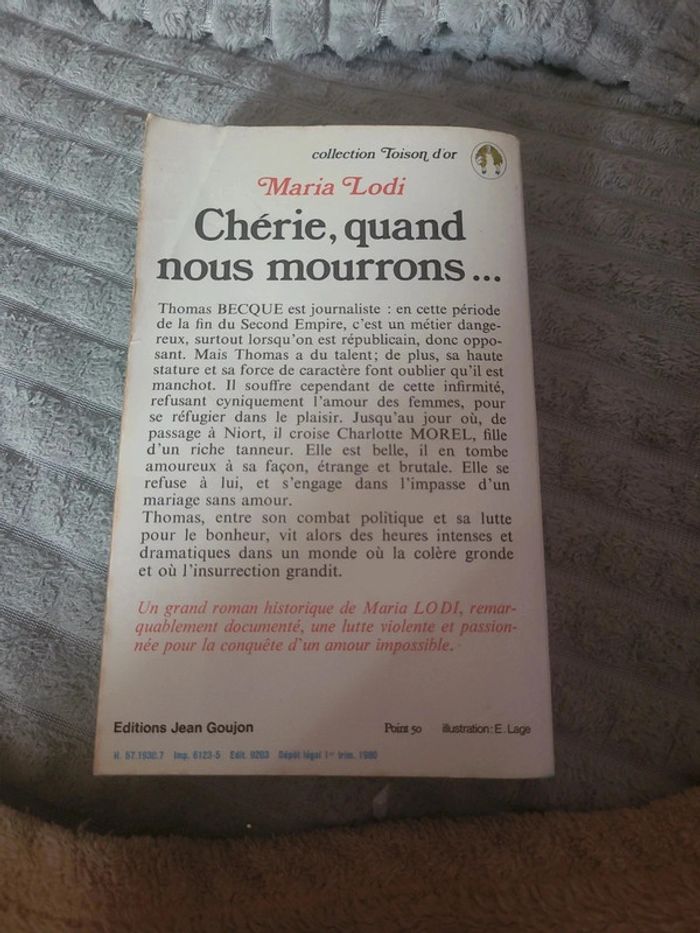 collection Toison d'or
Maria Lodi
Chérie, quand
nous mourrons...
Thomas BECQUE est journaliste : en cette période
de la fin du Second Empire, c'est un métier dange-
reux, surtout lorsqu'on est républicain, donc oppo-
sant. Mais Thomas a du talent; de plus, sa haute
stature et sa force de caractère font oublier qu'il est
manchot. Il souffre cependant de cette infirmité,
refusant cyniquement l'amour des femmes, pour
se réfugier dans le plaisir. Jusqu'au jour où, de
passage à Niort, il croise Charlotte MOREL, fille
d'un riche tanneur. Elle est belle, il en tombe
amoureux à sa façon, étrange et brutale. Elle se
refuse à lui, et s'engage dans l'impasse d'un
mariage sans amour.
Thomas, entre son combat politique et sa lutte
pour le bonheur, vit alors des heures intenses et
dramatiques dans un monde où la colère gronde
et où l'insurrection grandit.
Un grand roman historique de Maria LODI, remar-
quablement documenté, une lutte violente et passion-
née pour la conquête d'un amour impossible.
Editions Jean Goujon
Point 50 illustration: E. Lage
H. 57.1930.7 Imp. 6123-5 Edit. 9203 Dépôt légal 1er trim. 1980